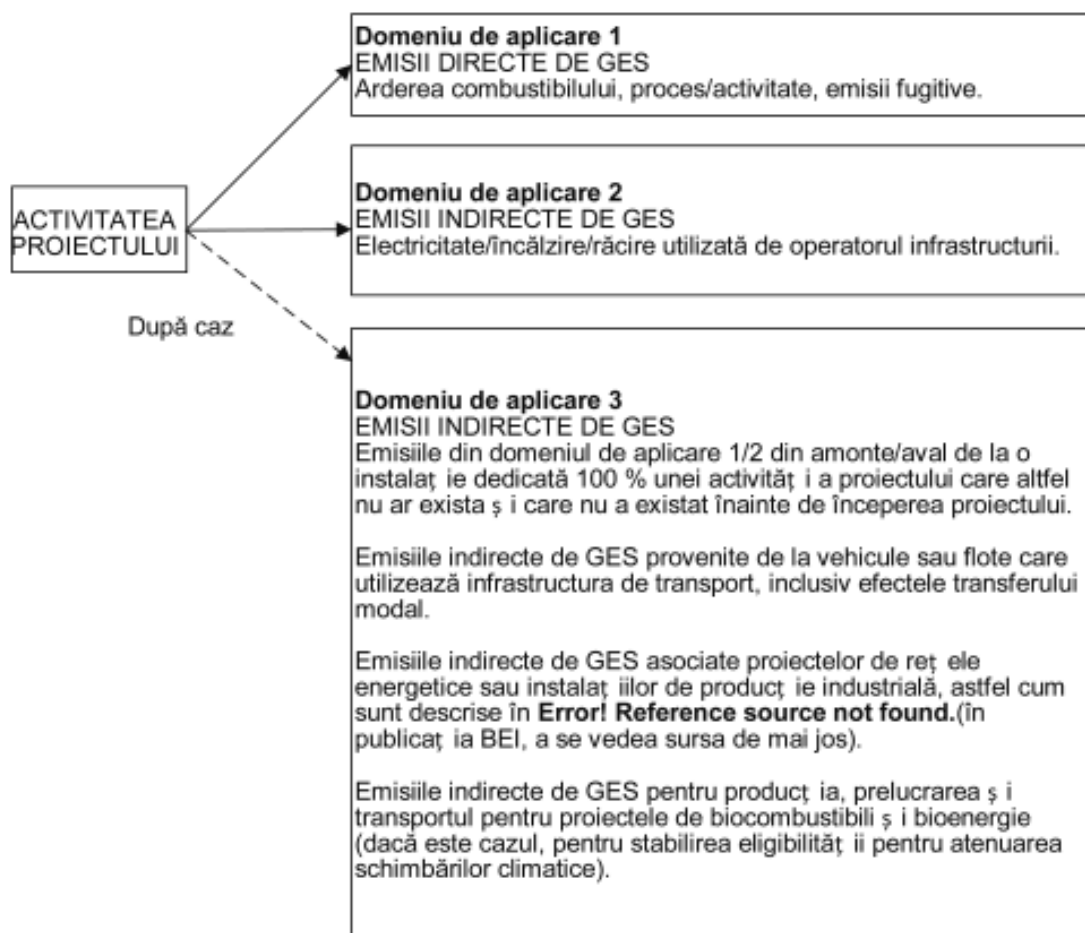 Domeniu de aplicare 1
EMISII DIRECTE DE GES
Arderea combustibilului, proces/activitate, emisii fugitive.
Domeniu de aplicare 2
EMISII INDIRECTE DE GES
Electricitate/încălzire/răcire utilizată de operatorul infrastructurii.
ACTIVITATEA
PROIECTULUI
După caz
Domeniu de aplicare 3
EMISII INDIRECTE DE GES
Emisiile din domeniul de aplicare 1/2 din amonte/aval de la o
instalaț ie dedicată 100 % unei activităț i a proiectului care altfel
nu ar exista ș i care nu a existat înainte de începerea proiectului.
Emisiile indirecte de GES provenite de la vehicule sau flote care
utilizează infrastructura de transport, inclusiv efectele transferului
modal.
Emisiile indirecte de GES asociate proiectelor de reț ele
energetice sau instalaț iilor de producț ie industrială, astfel cum
sunt descrise în Error! Reference source not found.(în
publicaț ia BEI, a se vedea sursa de mai jos).
Emisiile indirecte de GES pentru producț ia, prelucrarea ș i
transportul pentru proiectele de biocombustibili ș i bioenergie
(dacă este cazul, pentru stabilirea eligibilităț ii pentru atenuarea
schimbărilor climatice).